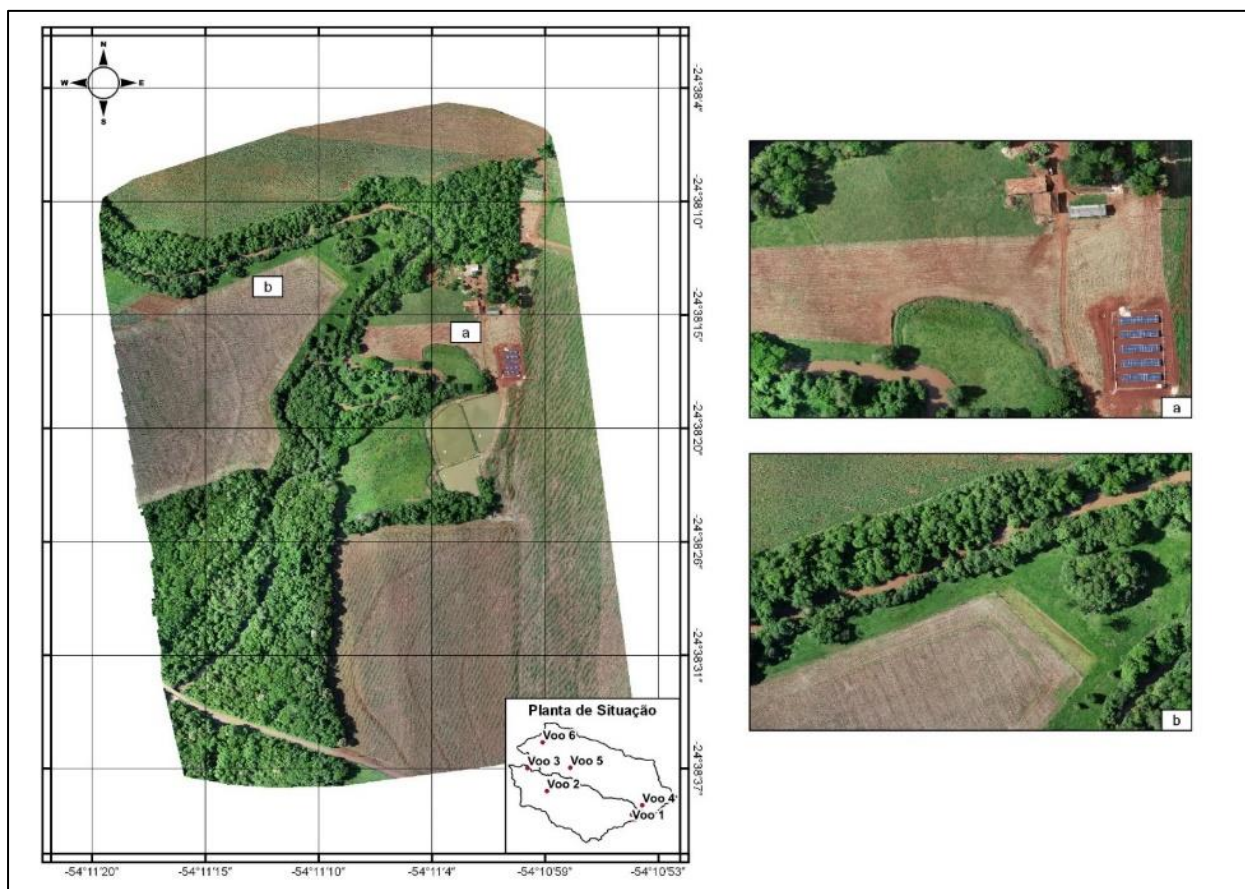 N
W E
S
-24°38'4"
-24°38'10"
-24°38'15"
-24°38'20"
-24°38'26"
-24°38'31"
-24°38'37"
b
a
Planta de Situação
Voo 6
Voo 3 Voo 5
Voo 2
Voo 4
Voo 1
-54°11'20" -54°11'15" -54°11'10" -54°11'4" -54°10'59" -54°10'53"
a
b